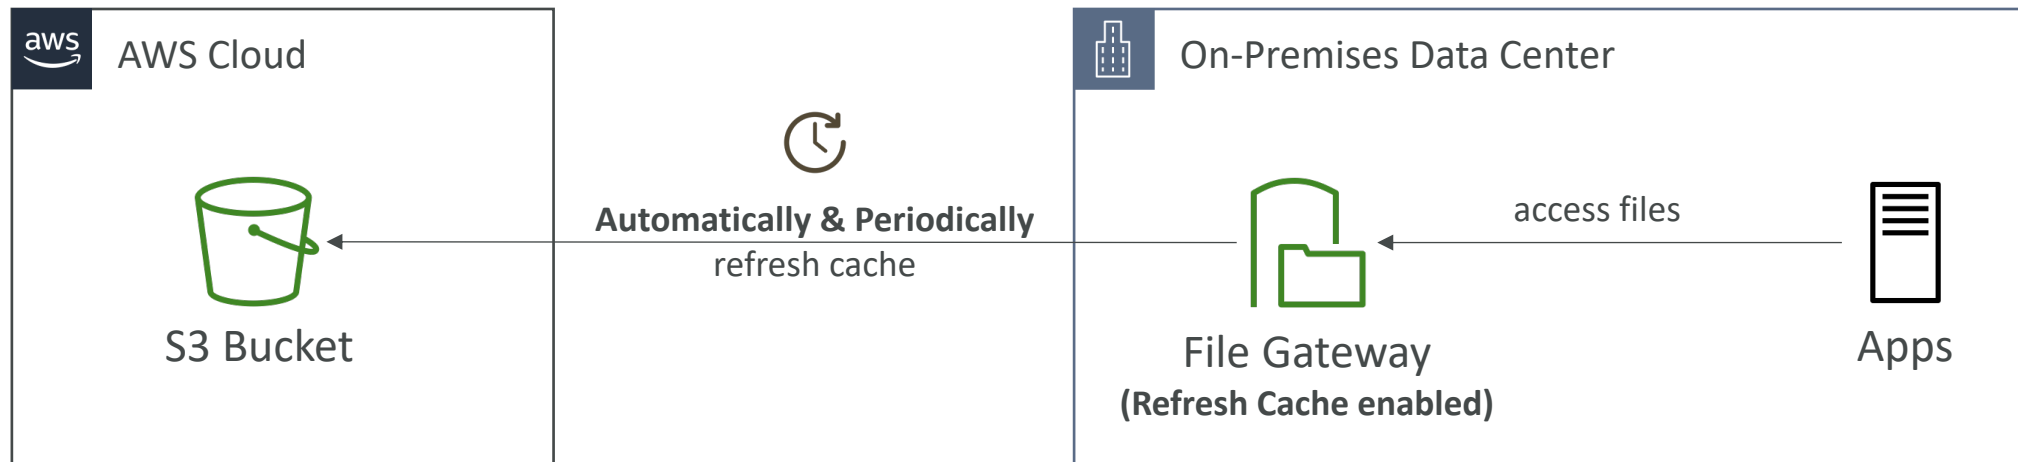 aws
AWS Cloud
On-Premises Data Center
Automatically & Periodically
refresh cache
access files
S3 Bucket
File Gateway
(Refresh Cache enabled)
Apps